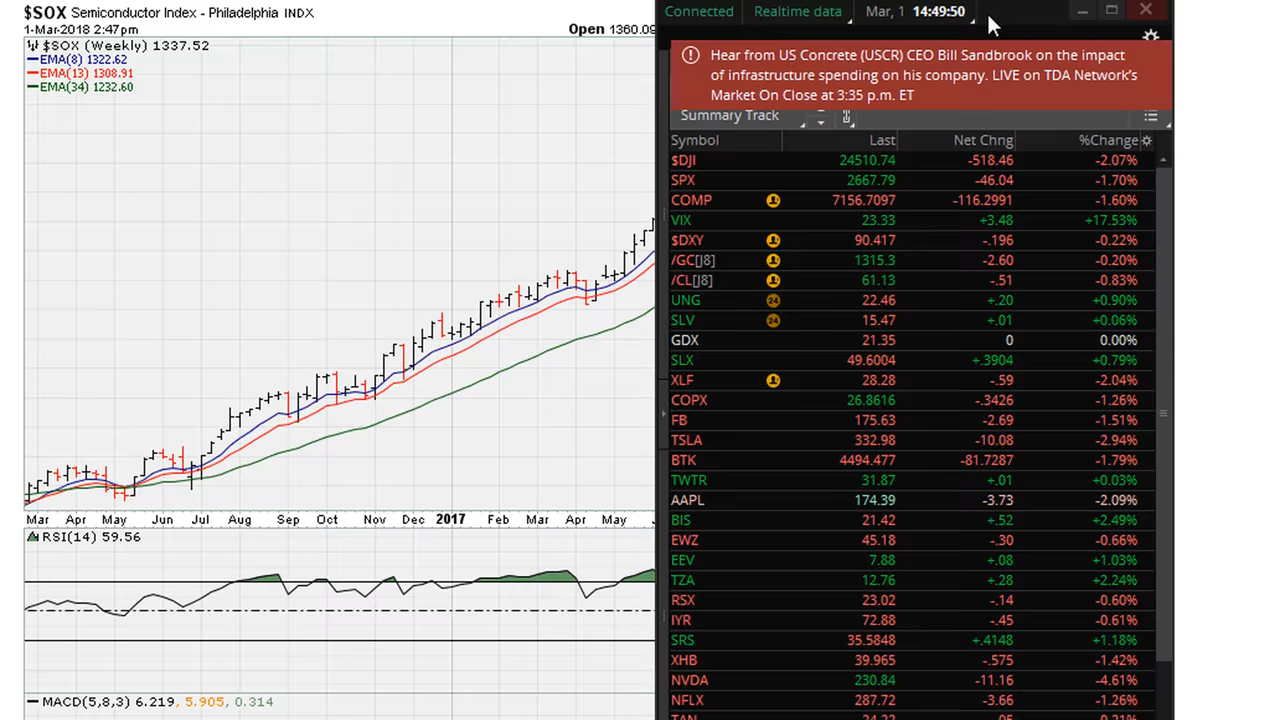 $SOX Semiconductor Index - Philadelphia INDX
1-Mar-2018 2:47pm
Open 1360.09
$SOX (Weekly) 1337.52
EMA(8) 1322.62
EMA(13) 1308.91
EMA(34) 1232.60
Mar Apr May Jun Jul Aug Sep Oct Nov Dec 2017 Feb Mar Apr May
RSI(14) 59.56
MACD(5,8,3) 6.219, 5.905, 0.314
Connected Realtime data Mar, 1 14:49:50
Hear from US Concrete (USCR) CEO Bill Sandbrook on the impact
of infrastructure spending on his company. LIVE on TDA Network's
Market On Close at 3:35 p.m. ET
Summary Track
Symbol Last Net Chng %Change
$DJI 24510.74 -518.46 -2.07%
SPX 2667.79 -46.04 -1.70%
COMP 7156.7097 -116.2991 -1.60%
VIX 23.33 +3.48 +17.53%
$DXY 90.417 -.196 -0.22%
/GC[J8] 1315.3 -2.60 -0.20%
/CL[J8] 61.13 -.51 -0.83%
UNG 24 22.46 +.20 +0.90%
SLV 24 15.47 +.01 +0.06%
GDX 21.35 0 0.00%
SLX 49.6004 +.3904 +0.79%
XLF 28.28 -.59 -2.04%
COPX 26.8616 -.3426 -1.26%
FB 175.63 -2.69 -1.51%
TSLA 332.98 -10.08 -2.94%
BTK 4494.477 -81.7287 -1.79%
TWTR 31.87 +.01 +0.03%
AAPL 174.39 -3.73 -2.09%
BIS 21.42 +.52 +2.49%
EWZ 45.18 -.30 -0.66%
EEV 7.88 +.08 +1.03%
TZA 12.76 +.28 +2.24%
RSX 23.02 -.14 -0.60%
IYR 72.88 -.45 -0.61%
SRS 35.5848 +.4148 +1.18%
XHB 39.965 -.575 -1.42%
NVDA 230.84 -11.16 -4.61%
NFLX 287.72 -3.66 -1.26%